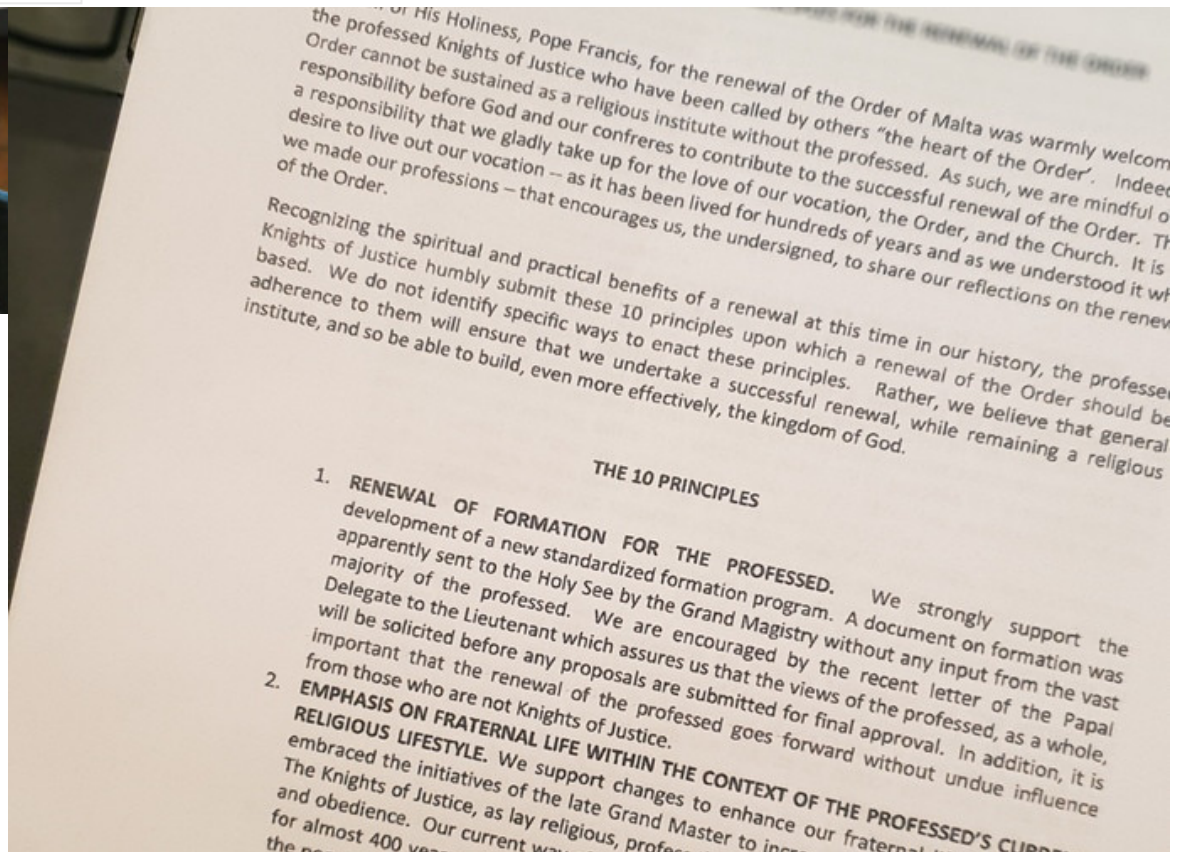 FOR THE RENEWAL OF THE ORDER
of His Holiness, Pope Francis, for the renewal of the Order of Malta was warmly welcom
the professed Knights of Justice who have been called by others "the heart of the Order'. Indeed
Order cannot be sustained as a religious institute without the professed. As such, we are mindful o
responsibility before God and our confreres to contribute to the successful renewal of the Order. Th
a responsibility that we gladly take up for the love of our vocation, the Order, and the Church. It is
desire to live out our vocation – as it has been lived for hundreds of years and as we understood it wh
we made our professions – that encourages us, the undersigned, to share our reflections on the renew
of the Order.
Recognizing the spiritual and practical benefits of a renewal at this time in our history, the professed
Knights of Justice humbly submit these 10 principles upon which a renewal of the Order should be
based. We do not identify specific ways to enact these principles. Rather, we believe that general
adherence to them will ensure that we undertake a successful renewal, while remaining a religious
institute, and so be able to build, even more effectively, the kingdom of God.
THE 10 PRINCIPLES
1. RENEWAL OF FORMATION FOR THE PROFESSED. We strongly support the
development of a new standardized formation program. A document on formation was
apparently sent to the Holy See by the Grand Magistry without any input from the vast
majority of the professed. We are encouraged by the recent letter of the Papal
Delegate to the Lieutenant which assures us that the views of the professed, as a whole,
will be solicited before any proposals are submitted for final approval. In addition, it is
important that the renewal of the professed goes forward without undue influence
from those who are not Knights of Justice.
2. EMPHASIS ON FRATERNAL LIFE WITHIN THE CONTEXT OF THE PROFESSED'S CURRE
RELIGIOUS LIFESTYLE. We support changes to enhance our fraternal
embraced the initiatives of the late Grand Master to incr
The Knights of Justice, as lay religious, profes
and obedience. Our current way
for almost 400 yea
the pe